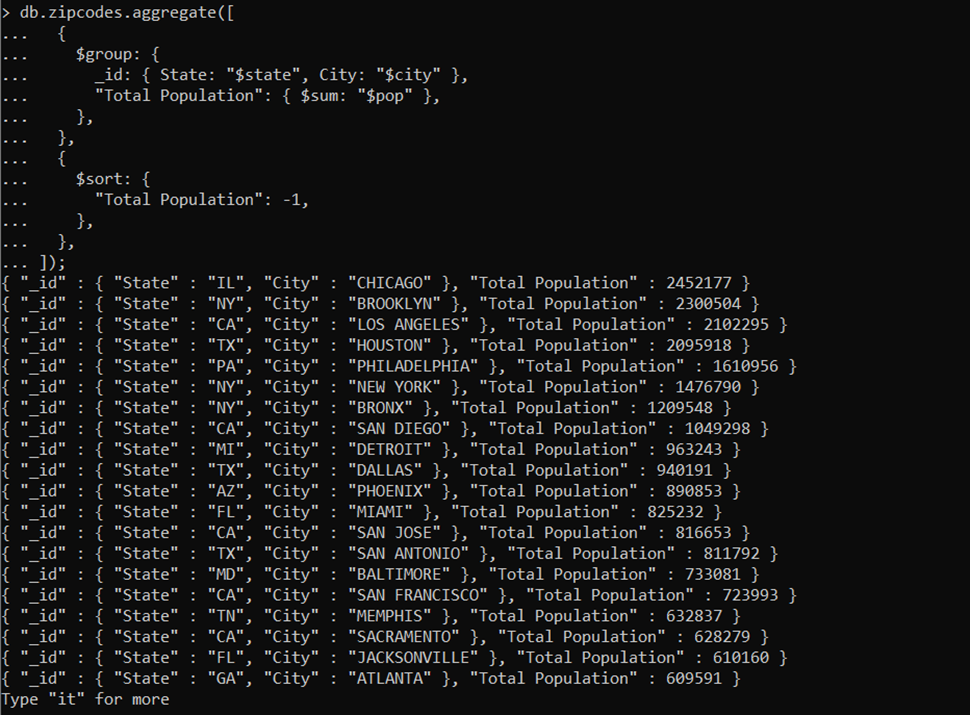 > db.zipcodes.aggregate([
...   {
...     $group: {
...       _id: { State: "$state", City: "$city" },
...       "Total Population": { $sum: "$pop" },
...     },
...   },
...   {
...     $sort: {
...       "Total Population": -1,
...     },
...   },
... ]);
{ "_id" : { "State" : "IL", "City" : "CHICAGO" }, "Total Population" : 2452177 }
{ "_id" : { "State" : "NY", "City" : "BROOKLYN" }, "Total Population" : 2300504 }
{ "_id" : { "State" : "CA", "City" : "LOS ANGELES" }, "Total Population" : 2102295 }
{ "_id" : { "State" : "TX", "City" : "HOUSTON" }, "Total Population" : 2095918 }
{ "_id" : { "State" : "PA", "City" : "PHILADELPHIA" }, "Total Population" : 1610956 }
{ "_id" : { "State" : "NY", "City" : "NEW YORK" }, "Total Population" : 1476790 }
{ "_id" : { "State" : "NY", "City" : "BRONX" }, "Total Population" : 1209548 }
{ "_id" : { "State" : "CA", "City" : "SAN DIEGO" }, "Total Population" : 1049298 }
{ "_id" : { "State" : "MI", "City" : "DETROIT" }, "Total Population" : 963243 }
{ "_id" : { "State" : "TX", "City" : "DALLAS" }, "Total Population" : 940191 }
{ "_id" : { "State" : "AZ", "City" : "PHOENIX" }, "Total Population" : 890853 }
{ "_id" : { "State" : "FL", "City" : "MIAMI" }, "Total Population" : 825232 }
{ "_id" : { "State" : "CA", "City" : "SAN JOSE" }, "Total Population" : 816653 }
{ "_id" : { "State" : "TX", "City" : "SAN ANTONIO" }, "Total Population" : 811792 }
{ "_id" : { "State" : "MD", "City" : "BALTIMORE" }, "Total Population" : 733081 }
{ "_id" : { "State" : "CA", "City" : "SAN FRANCISCO" }, "Total Population" : 723993 }
{ "_id" : { "State" : "TN", "City" : "MEMPHIS" }, "Total Population" : 632837 }
{ "_id" : { "State" : "CA", "City" : "SACRAMENTO" }, "Total Population" : 628279 }
{ "_id" : { "State" : "FL", "City" : "JACKSONVILLE" }, "Total Population" : 610160 }
{ "_id" : { "State" : "GA", "City" : "ATLANTA" }, "Total Population" : 609591 }
Type "it" for more